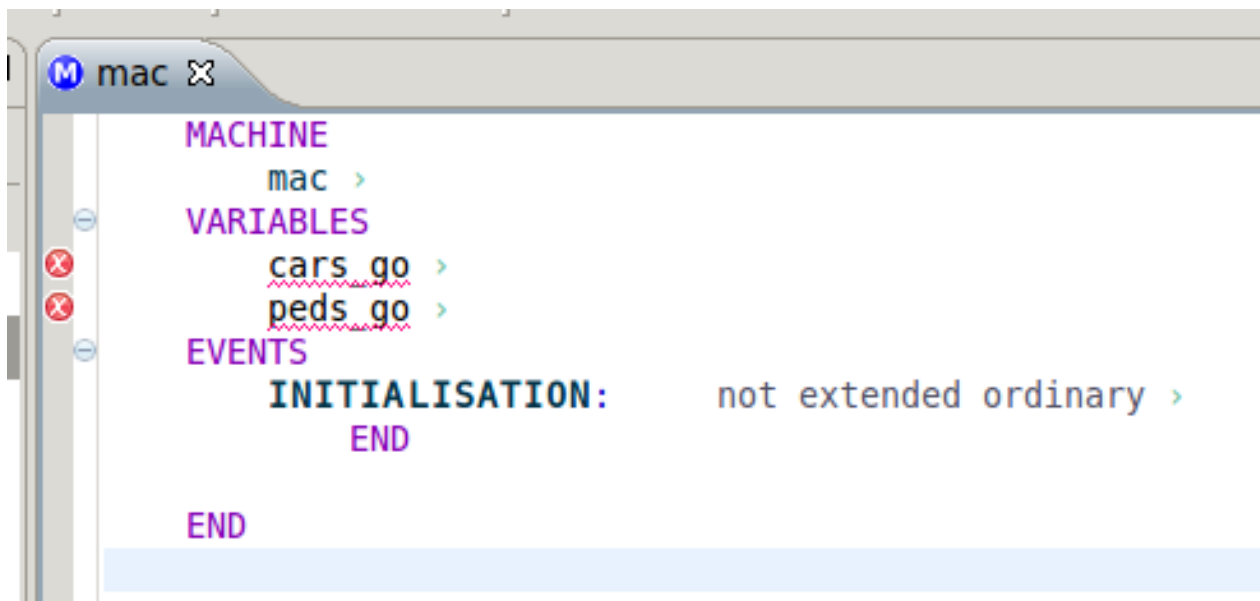 mac
MACHINE
mac ›
VARIABLES
cars_go ›
peds_go ›
EVENTS
INITIALISATION: not extended ordinary ›
END
END